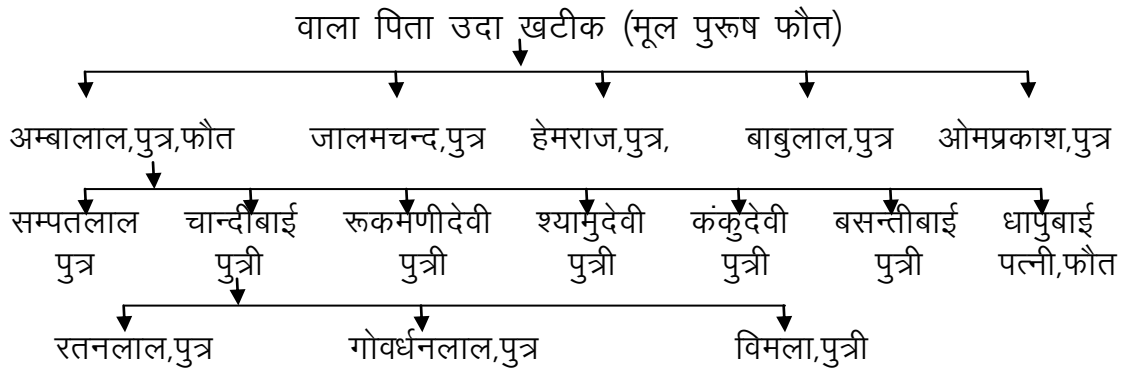 वाला पिता उदा खटीक (मूल पुरूष फौत)
अम्बालाल,पुत्र,फौत जालमचन्द,पुत्र हेमराज,पुत्र, बाबुलाल,पुत्र ओमप्रकाश,पुत्र
सम्पतलाल चान्दीबाई रूकमणीदेवी श्यामुदेवी कंकुदेवी बसन्तीबाई धापुबाई
पुत्र पुत्री पुत्री पुत्री पुत्री पुत्री पत्नी,फौत
रतनलाल,पुत्र गोवर्धनलाल,पुत्र विमला,पुत्री